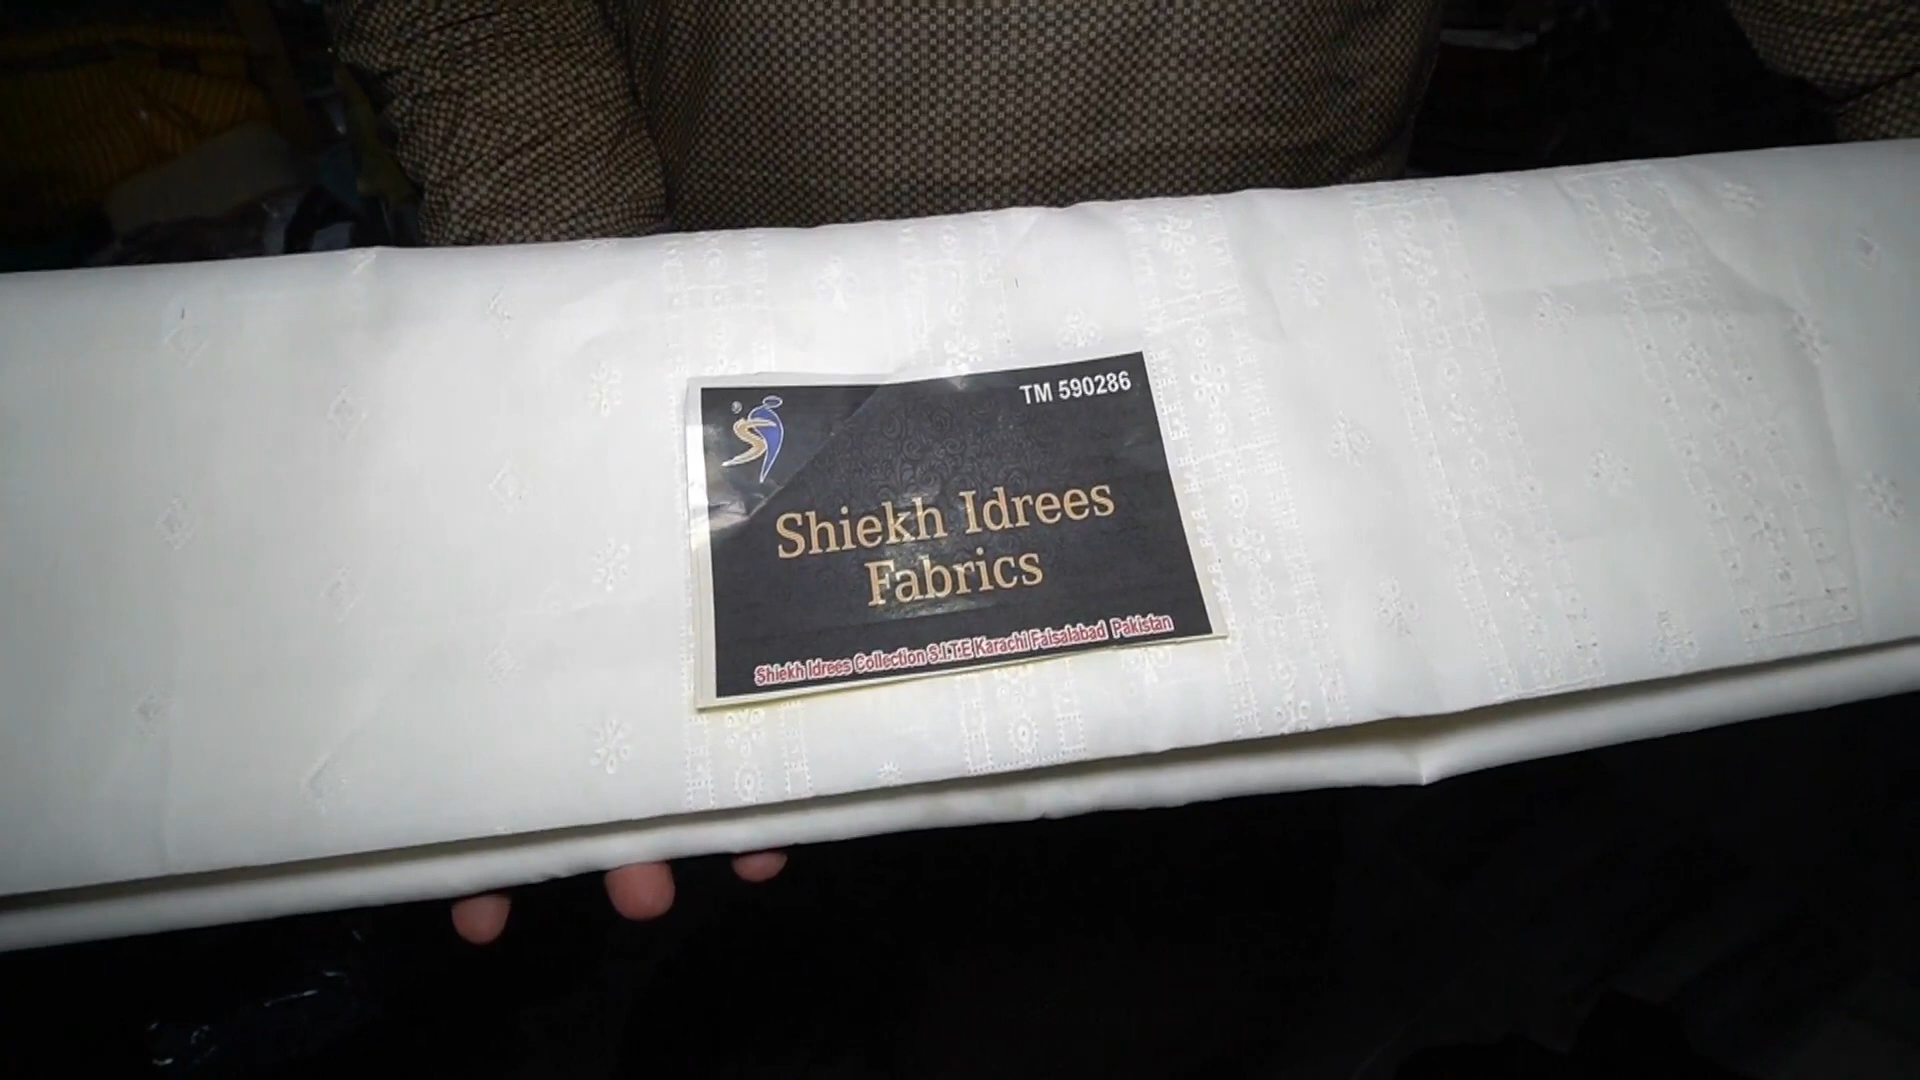 TM 590286
Shiekh Idrees
Fabrics
Shiekh Idrees Collection S.I.T.E Karachi Faisalabad Pakistan